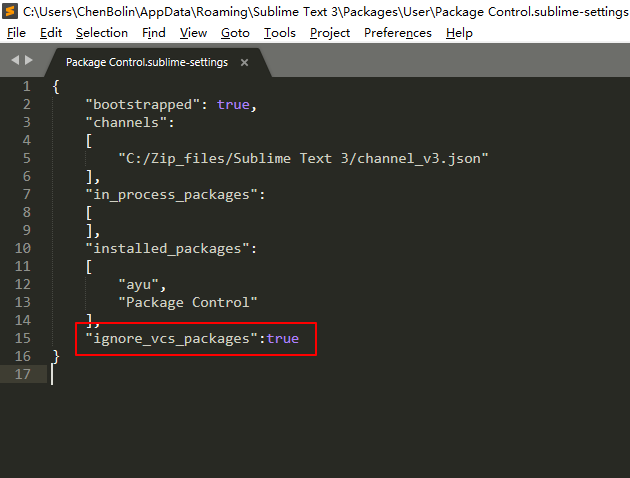 C:\Users\ChenBolin\AppData\Roaming\Sublime Text 3\Packages\User\Package Control.sublime-settings
File Edit Selection Find View Goto Tools Project Preferences Help
Package Control.sublime-settings ×
1 {
2 "bootstrapped": true,
3 "channels":
4 [
5 "C:/Zip_files/Sublime Text 3/channel_v3.json"
6 ],
7 "in_process_packages":
8 [
9 ],
10 "installed_packages":
11 [
12 "ayu",
13 "Package Control"
14 ],
15 "ignore_vcs_packages":true
16 }
17